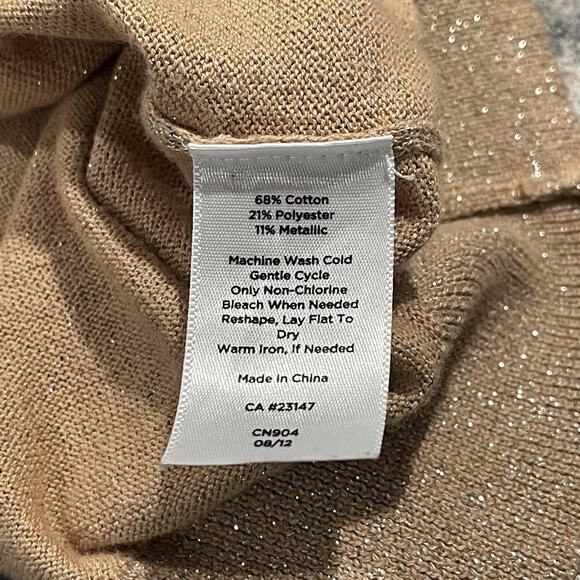 68% Cotton
21% Polyester
11% Metallic
Machine Wash Cold
Gentle Cycle
Only Non-Chlorine
Bleach When Needed
Reshape, Lay Flat To
Dry
Warm Iron, If Needed
Made in China
CA #23147
CN904
08/12